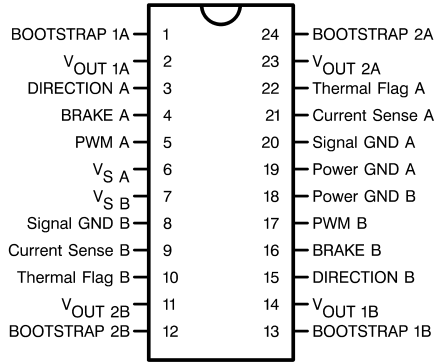 BOOTSTRAP 1A 1 24 BOOTSTRAP 2A
VOUT 1A 2 23 VOUT 2A
DIRECTION A 3 22 Thermal Flag A
BRAKE A 4 21 Current Sense A
PWM A 5 20 Signal GND A
VS A 6 19 Power GND A
VS B 7 18 Power GND B
Signal GND B 8 17 PWM B
Current Sense B 9 16 BRAKE B
Thermal Flag B 10 15 DIRECTION B
VOUT 2B 11 14 VOUT 1B
BOOTSTRAP 2B 12 13 BOOTSTRAP 1B